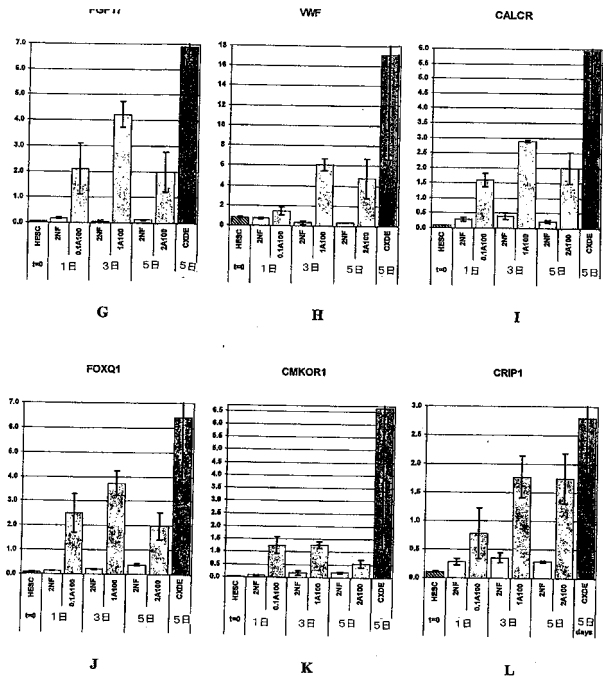 VWF
CALCR
7.0
6.0
5.0
4.0
3.0
2.0
1.0
0.0
HESC
2NF
0.1A100
2NF
1A100
2NF
2A100
CXDE
t=0
1日
3日
5日
5日
G
18
16
14
12
10
8
6
4
2
0
HESC
2NF
0.1A100
2NF
1A100
2NF
2A100
CXDE
t=0
1日
3日
5日
5日
H
6.0
5.5
5.0
4.5
4.0
3.5
3.0
2.5
2.0
1.5
1.0
0.5
0.0
HESC
2NF
0.1A100
2NF
1A100
2NF
2A100
CXDE
t=0
1日
3日
5日
5日
I
FOXQ1
CMKOR1
CRIP1
7.0
6.0
5.0
4.0
3.0
2.0
1.0
0.0
HESC
2NF
0.1A100
2NF
1A100
2NF
2A100
CXDE
t=0
1日
3日
5日
5日
J
6.5
6.0
5.5
5.0
4.5
4.0
3.5
3.0
2.5
2.0
1.5
1.0
0.5
0.0
HESC
2NF
0.1A100
2NF
1A100
2NF
2A100
CXDE
t=0
1日
3日
5日
5日
K
3.0
2.5
2.0
1.5
1.0
0.5
0.0
HESC
2NF
0.1A100
2NF
1A100
2NF
2A100
CXDE
t=0
1日
3日
5日
5日
days
L